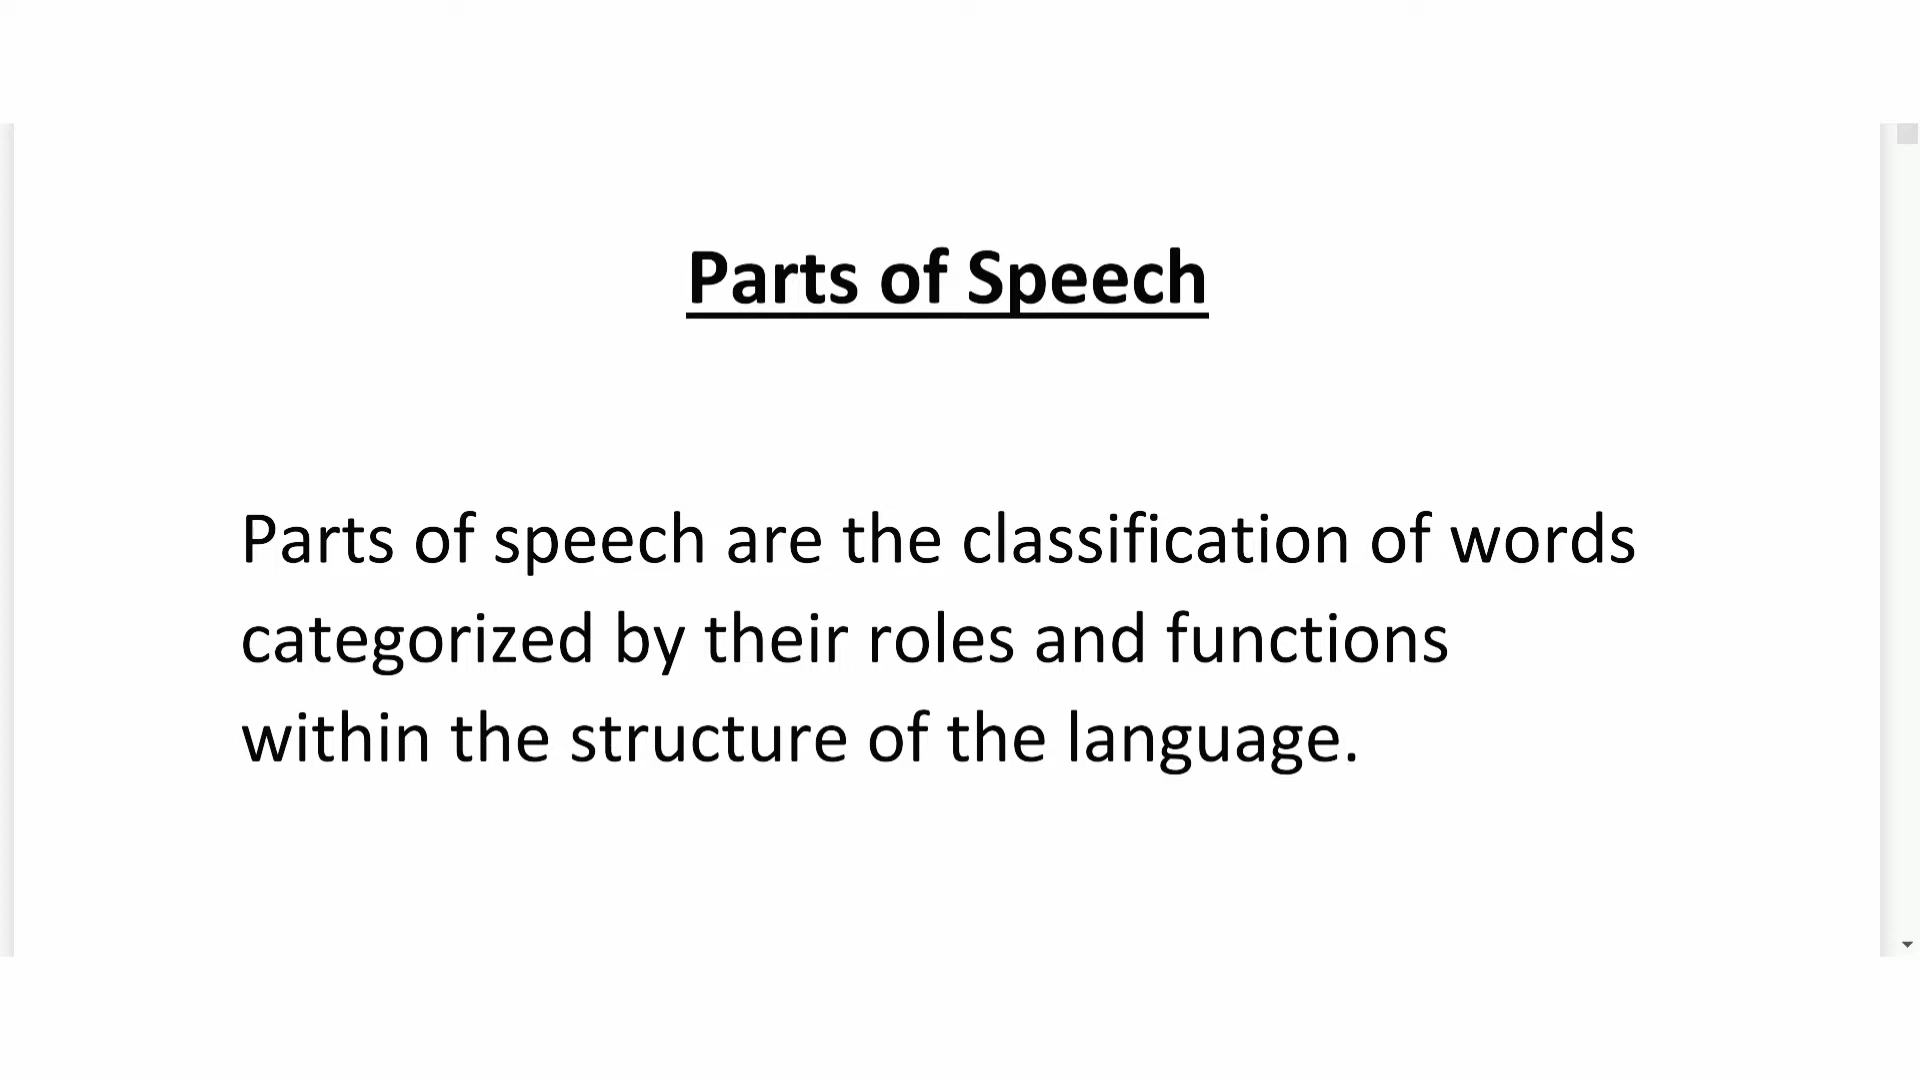 Parts of Speech
Parts of speech are the classification of words
categorized by their roles and functions
within the structure of the language.